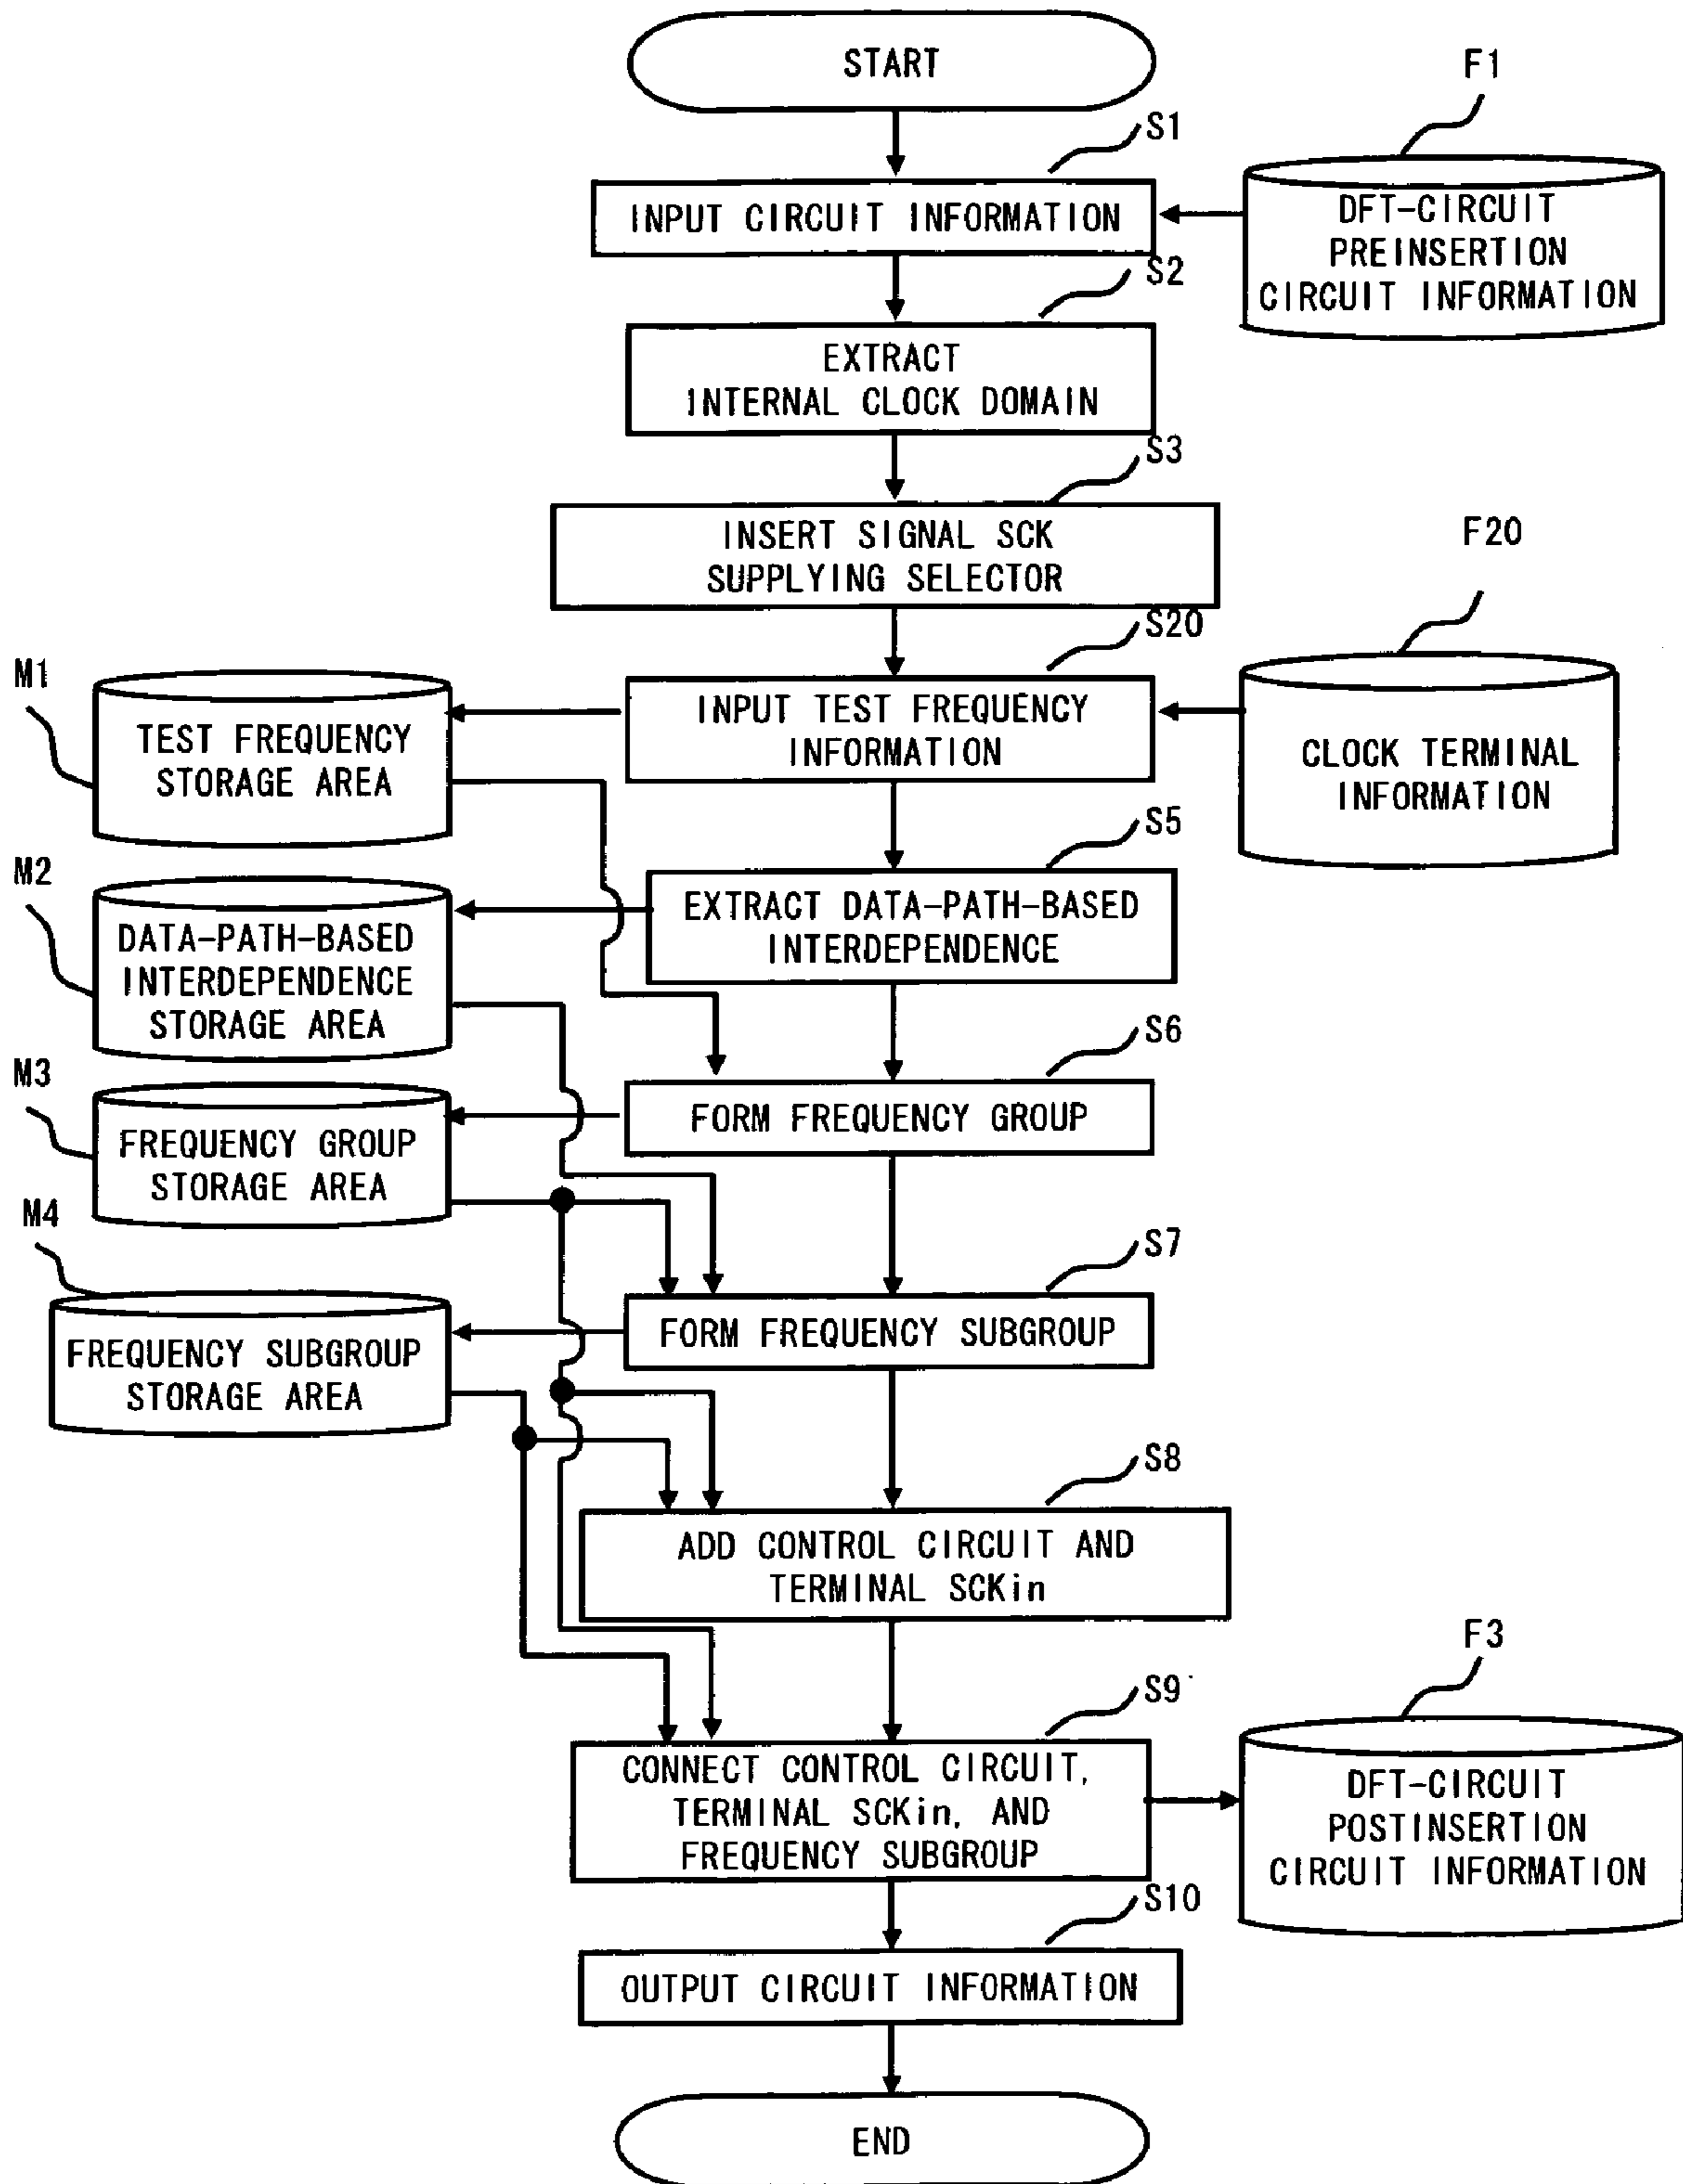 START
F1
S1
INPUT CIRCUIT INFORMATION
DFT-CIRCUIT
PREINSERTION
CIRCUIT INFORMATION
S2
EXTRACT
INTERNAL CLOCK DOMAIN
S3
INSERT SIGNAL SCK
SUPPLYING SELECTOR
F20
S20
M1
INPUT TEST FREQUENCY
INFORMATION
TEST FREQUENCY
STORAGE AREA
CLOCK TERMINAL
INFORMATION
S5
M2
EXTRACT DATA-PATH-BASED
INTERDEPENDENCE
DATA-PATH-BASED
INTERDEPENDENCE
STORAGE AREA
S6
M3
FORM FREQUENCY GROUP
FREQUENCY GROUP
STORAGE AREA
M4
S7
FORM FREQUENCY SUBGROUP
FREQUENCY SUBGROUP
STORAGE AREA
S8
ADD CONTROL CIRCUIT AND
TERMINAL SCKin
F3
S9
CONNECT CONTROL CIRCUIT,
TERMINAL SCKin, AND
FREQUENCY SUBGROUP
DFT-CIRCUIT
POSTINSERTION
CIRCUIT INFORMATION
S10
OUTPUT CIRCUIT INFORMATION
END